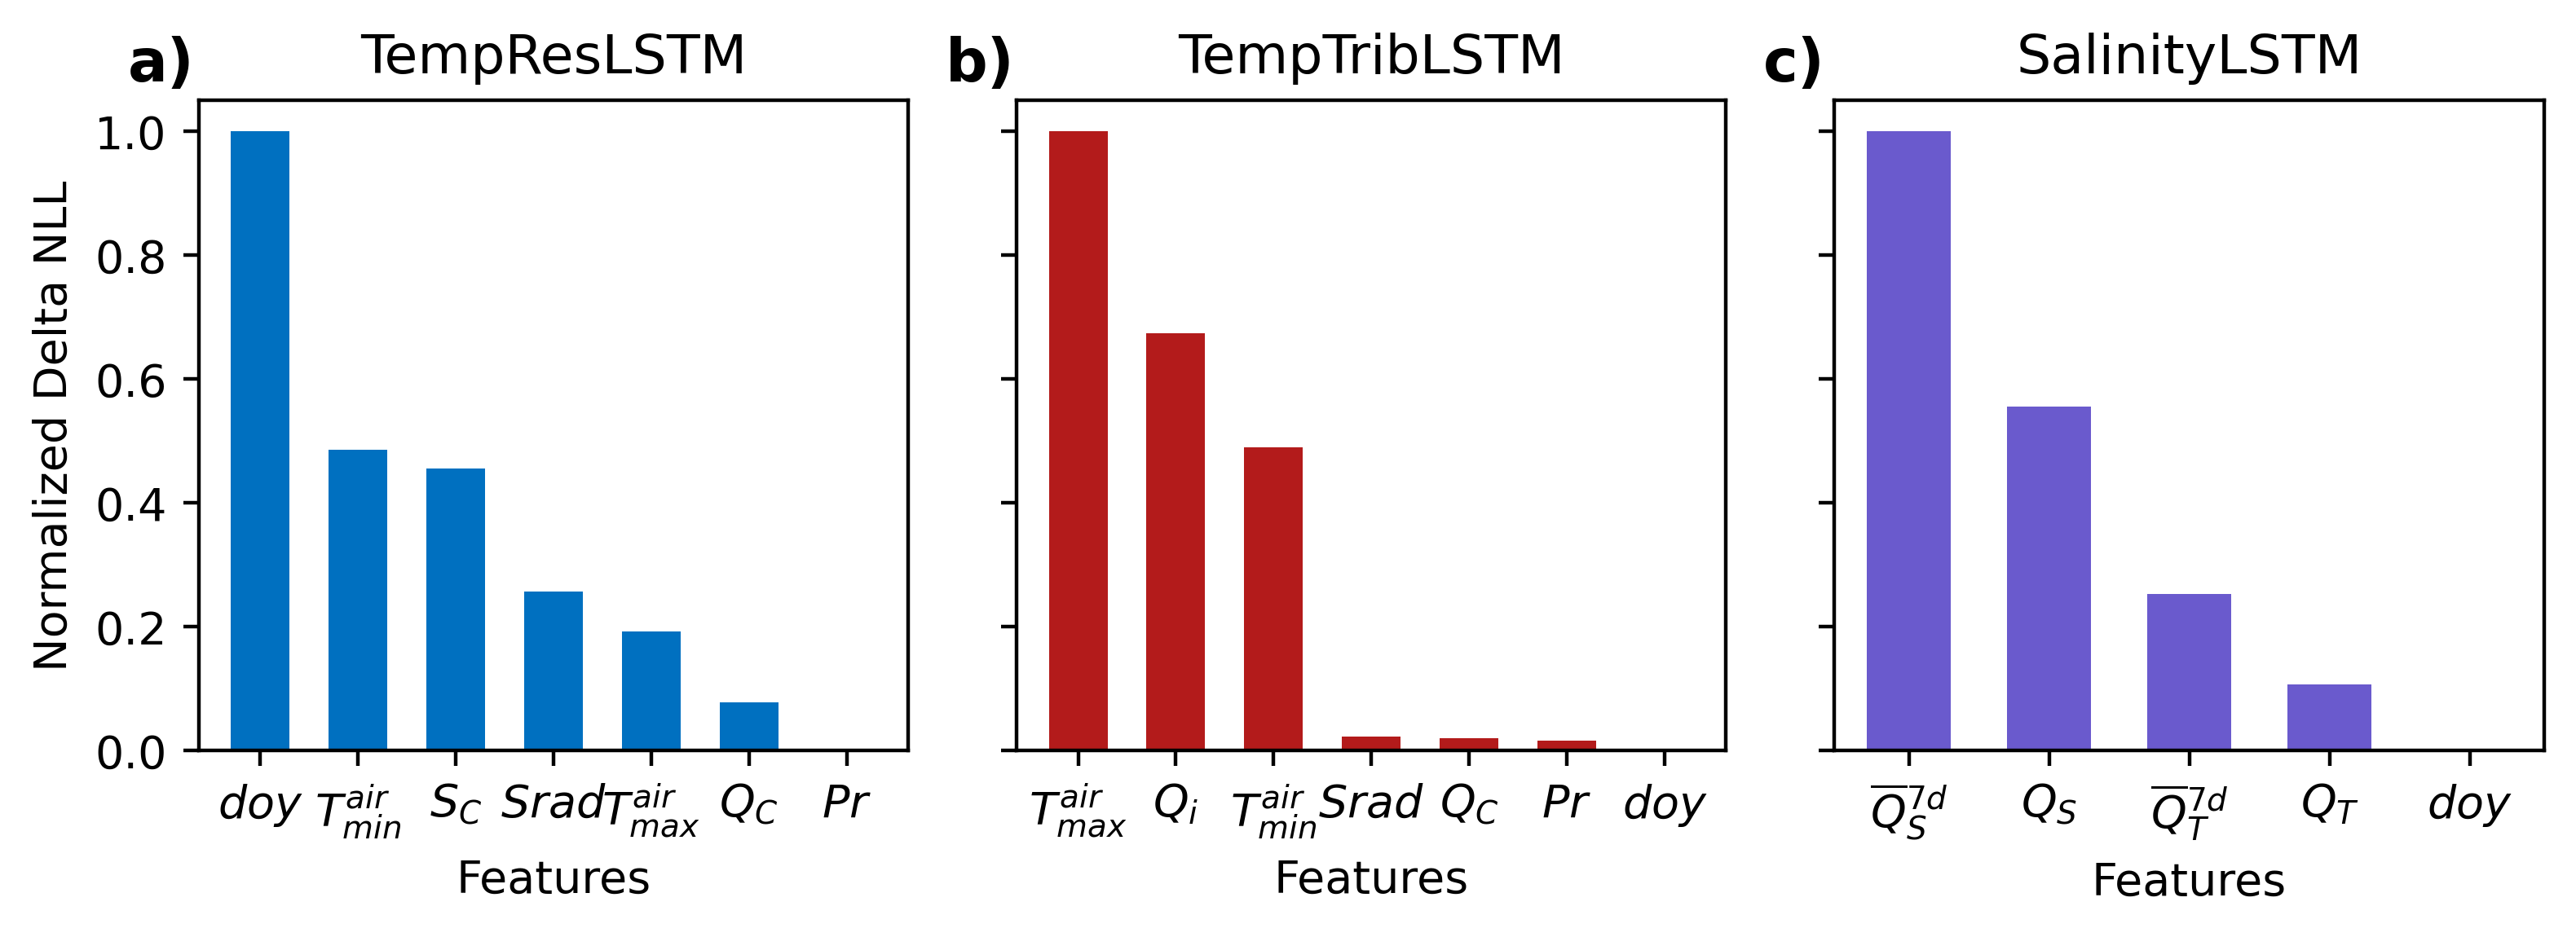 a) TempResLSTM
b) TempTribLSTM
c) SalinityLSTM
Normalized Delta NLL
1.0
0.8
0.6
0.4
0.2
0.0
doy T_min^air S_C Srad T_max^air Q_C Pr
Features
T_max^air Q_i T_min^air Srad Q_C Pr doy
Features
Q̅_S^7d Q_S Q̅_T^7d Q_T doy
Features